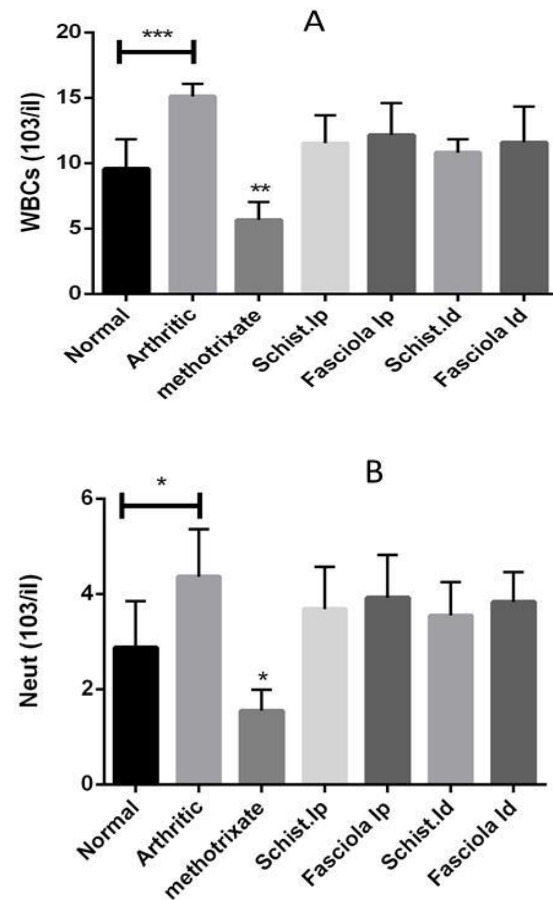 A
20
15
10
5
0
WBCs (103/il)
***
**
Normal
Arthritic
methotrixate
Schist.Ip
Fasciola Ip
Schist.Id
Fasciola Id
B
6
4
2
0
Neut (103/il)
*
*
Normal
Arthritic
methotrixate
Schist.Ip
Fasciola Ip
Schist.Id
Fasciola Id